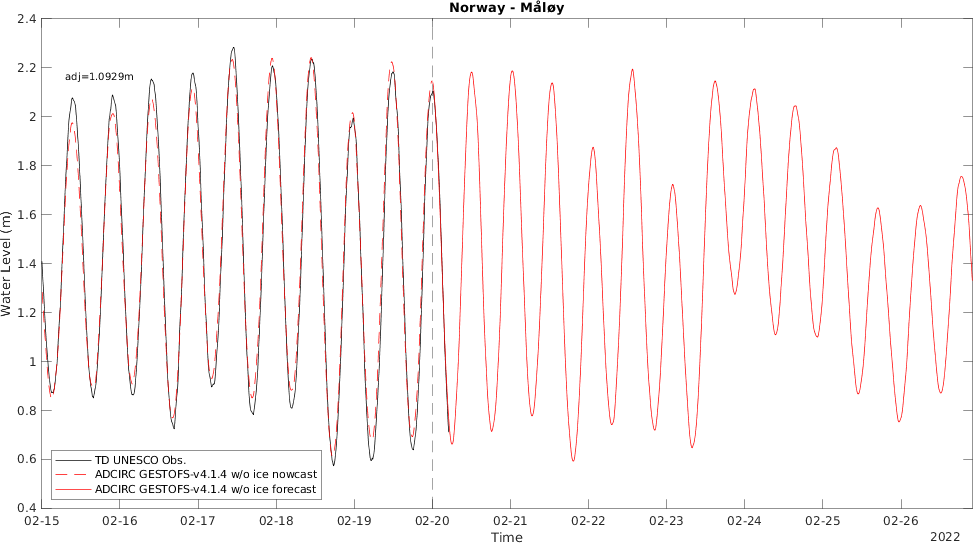 Norway - Måløy
adj=1.0929m
Water Level (m)
2.4
2.2
2
1.8
1.6
1.4
1.2
1
0.8
0.6
0.4
TD UNESCO Obs.
ADCIRC GESTOFS-v4.1.4 w/o ice nowcast
ADCIRC GESTOFS-v4.1.4 w/o ice forecast
02-15 02-16 02-17 02-18 02-19 02-20 02-21 02-22 02-23 02-24 02-25 02-26
Time
2022